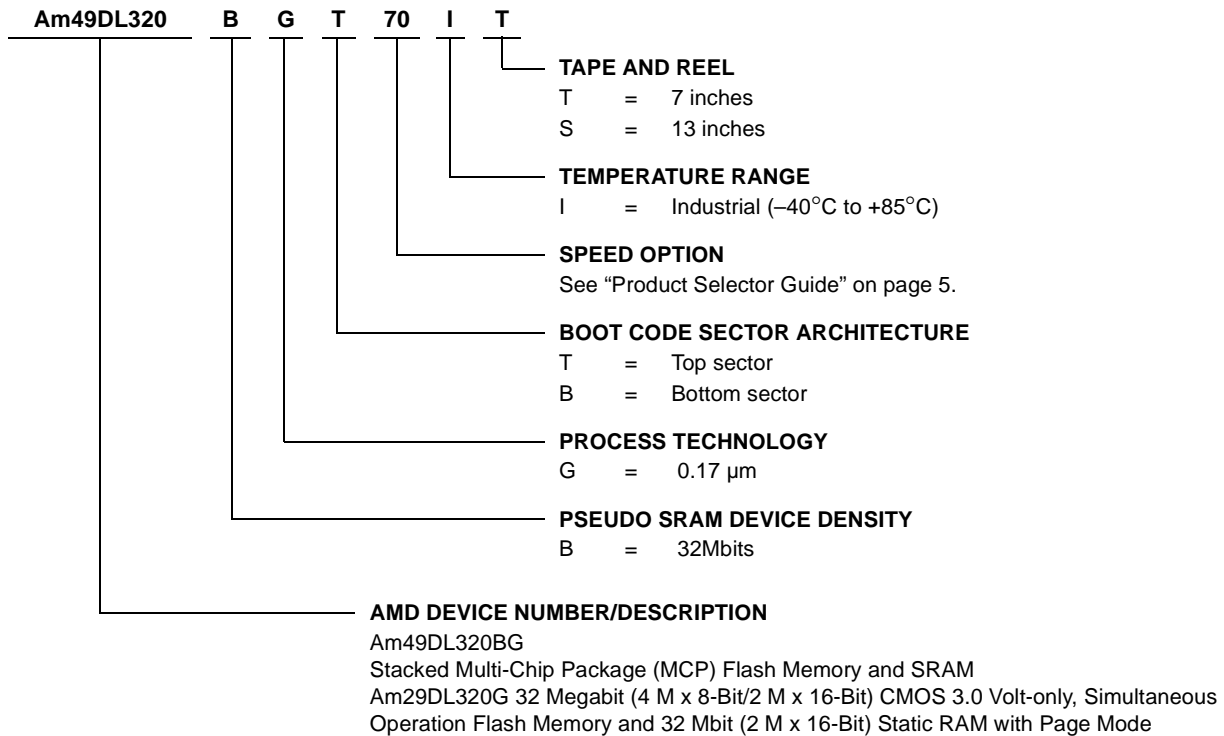 Am49DL320 B G T 70 I T
TAPE AND REEL
T = 7 inches
S = 13 inches
TEMPERATURE RANGE
I = Industrial (–40°C to +85°C)
SPEED OPTION
See “Product Selector Guide” on page 5.
BOOT CODE SECTOR ARCHITECTURE
T = Top sector
B = Bottom sector
PROCESS TECHNOLOGY
G = 0.17 µm
PSEUDO SRAM DEVICE DENSITY
B = 32Mbits
AMD DEVICE NUMBER/DESCRIPTION
Am49DL320BG
Stacked Multi-Chip Package (MCP) Flash Memory and SRAM
Am29DL320G 32 Megabit (4 M x 8-Bit/2 M x 16-Bit) CMOS 3.0 Volt-only, Simultaneous
Operation Flash Memory and 32 Mbit (2 M x 16-Bit) Static RAM with Page Mode